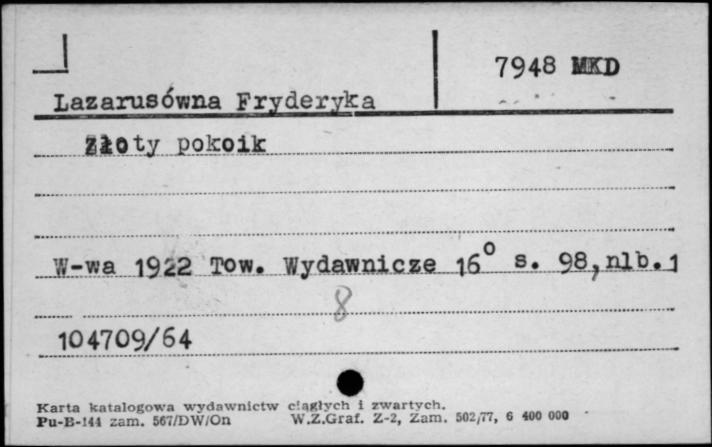 7948 MKD
Lazarusówna Fryderyka
Złoty pokoik
W-wa 1922 Tow. Wydawnicze 16° s. 98, nlb. 1
8
104709/64
Karta katalogowa wydawnictw ciągłych i zwartych.
Pu-B-144 zam. 567/DW/On W.Z.Graf. Z-2, Zam. 502/77, 6 400 000